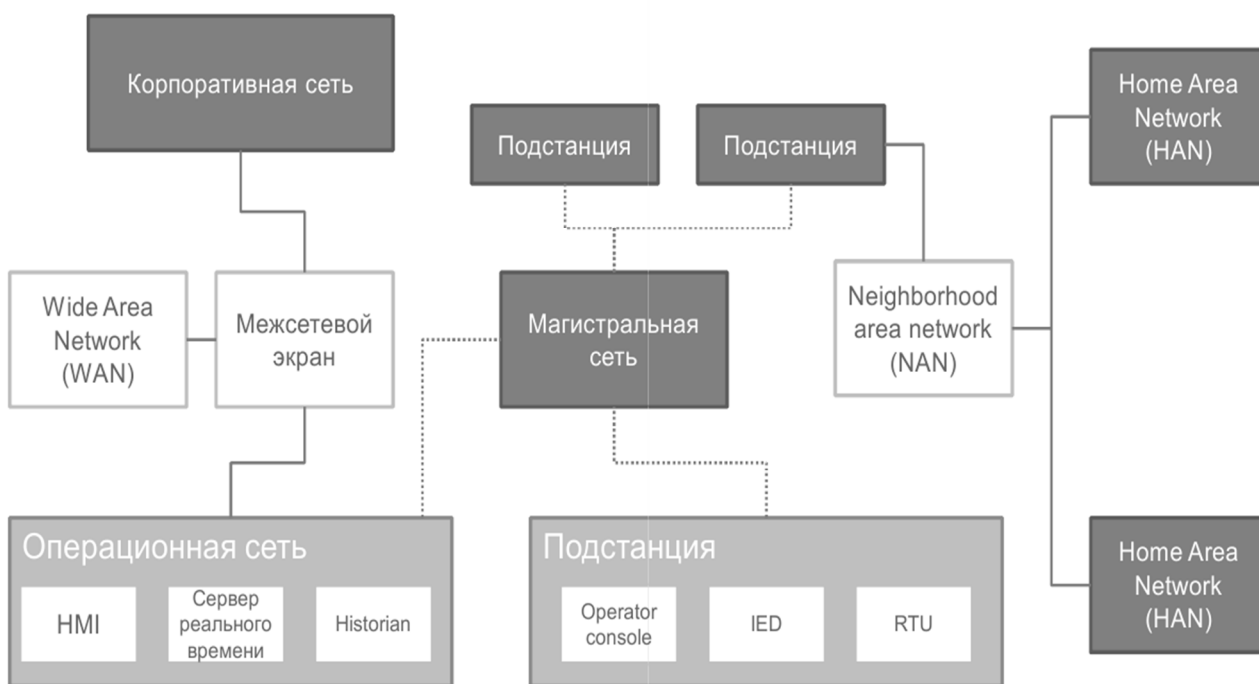 Корпоративная сеть
Подстанция
Подстанция
Home Area
Network
(HAN)
Wide Area
Network
(WAN)
Межсетевой
экран
Магистральная
сеть
Neighborhood
area network
(NAN)
Операционная сеть
HMI
Сервер
реального
времени
Historian
Подстанция
Operator
console
IED
RTU
Home Area
Network
(HAN)